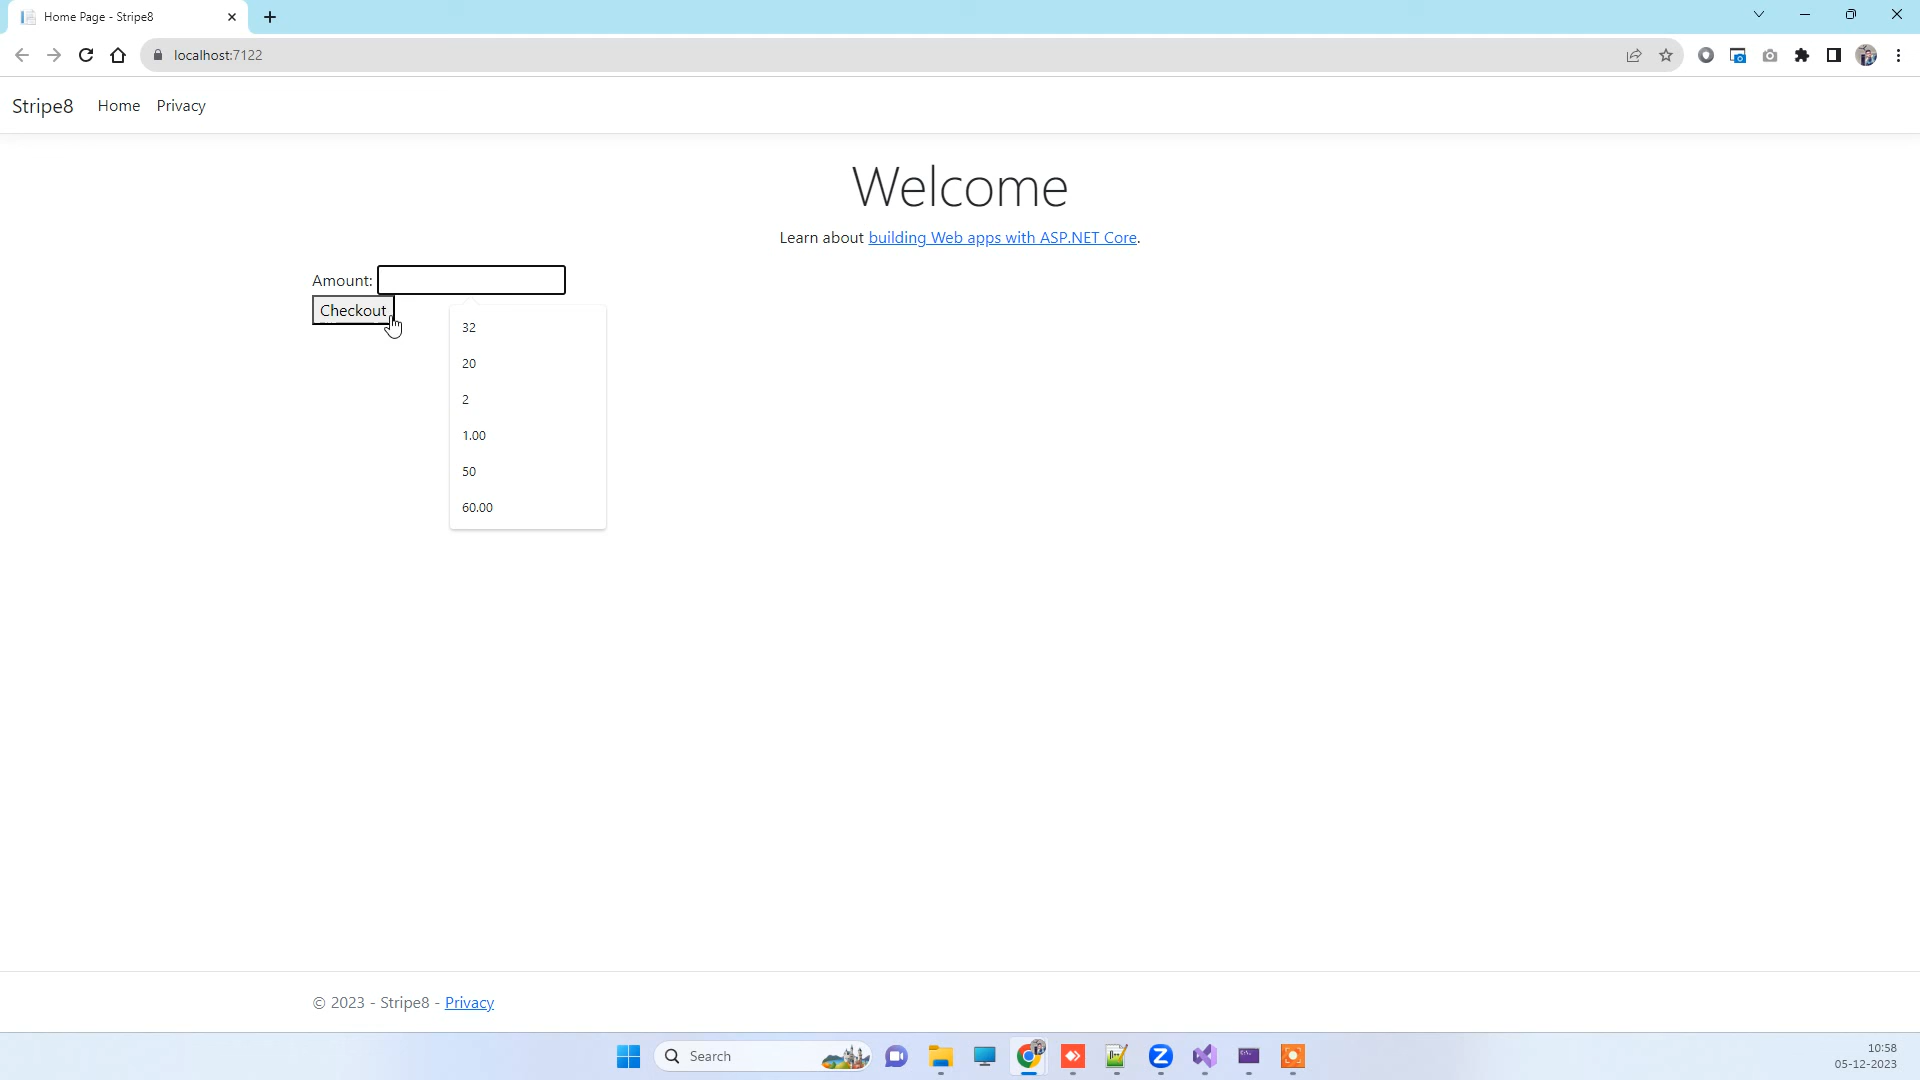 Home Page - Stripe8
localhost:7122
Stripe8 Home Privacy
Welcome
Learn about building Web apps with ASP.NET Core.
Amount:
Checkout
32
20
2
1.00
50
60.00
© 2023 - Stripe8 - Privacy
Search
10:58
05-12-2023